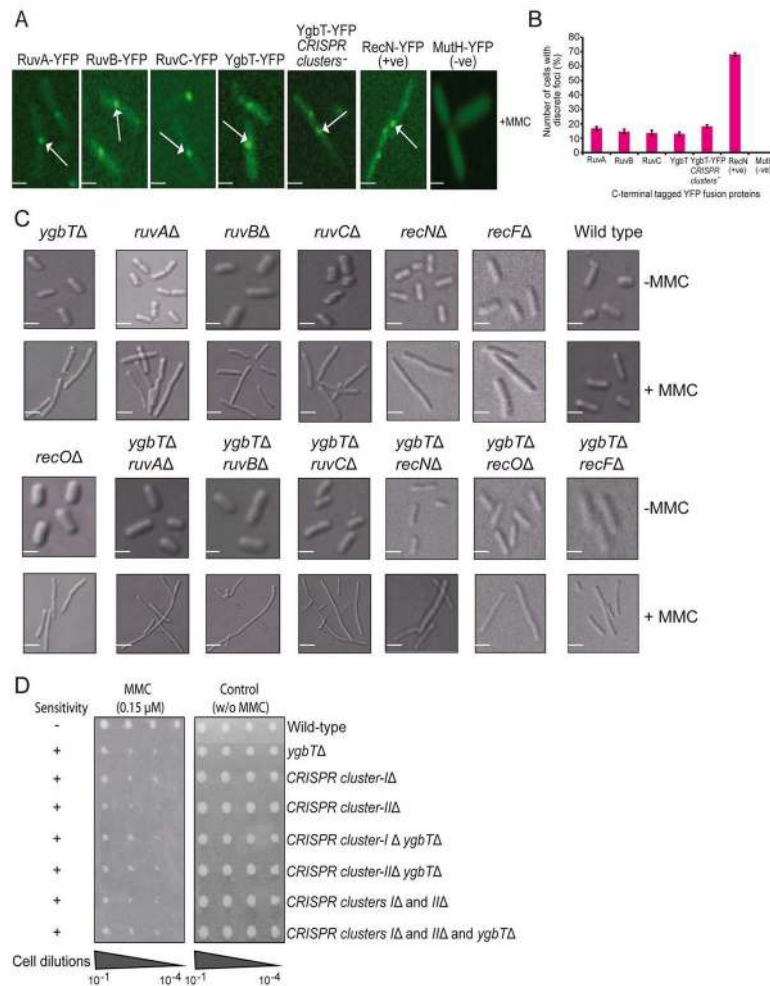 A
RuvA-YFP
RuvB-YFP
RuvC-YFP
YgbT-YFP
YgbT-YFP
CRISPR
clusters-
RecN-YFP
(+ve)
MutH-YFP
(-ve)
+MMC
B
Number of cells with
discrete foci (%)
80
70
60
50
40
30
20
10
0
RuvA
RuvB
RuvC
YgbT
YgbT-YFP
CRISPR
clusters-
RecN
(+ve)
MutH
(-ve)
C-terminal tagged YFP fusion proteins
C
ygbTΔ
ruvAΔ
ruvBΔ
ruvCΔ
recNΔ
recFΔ
Wild type
-MMC
+ MMC
recOΔ
ygbTΔ
ruvAΔ
ygbTΔ
ruvBΔ
ygbTΔ
ruvCΔ
ygbTΔ
recNΔ
ygbTΔ
recOΔ
ygbTΔ
recFΔ
-MMC
+ MMC
D
Sensitivity
MMC
(0.15 μM)
Control
(w/o MMC)
- Wild-type
+ ygbTΔ
+ CRISPR cluster-IΔ
+ CRISPR cluster-IIΔ
+ CRISPR cluster-I Δ ygbTΔ
+ CRISPR cluster-IIΔ ygbTΔ
+ CRISPR clusters IΔ and IIΔ
+ CRISPR clusters IΔ and IIΔ and ygbTΔ
Cell dilutions
10-1 10-4 10-1 10-4